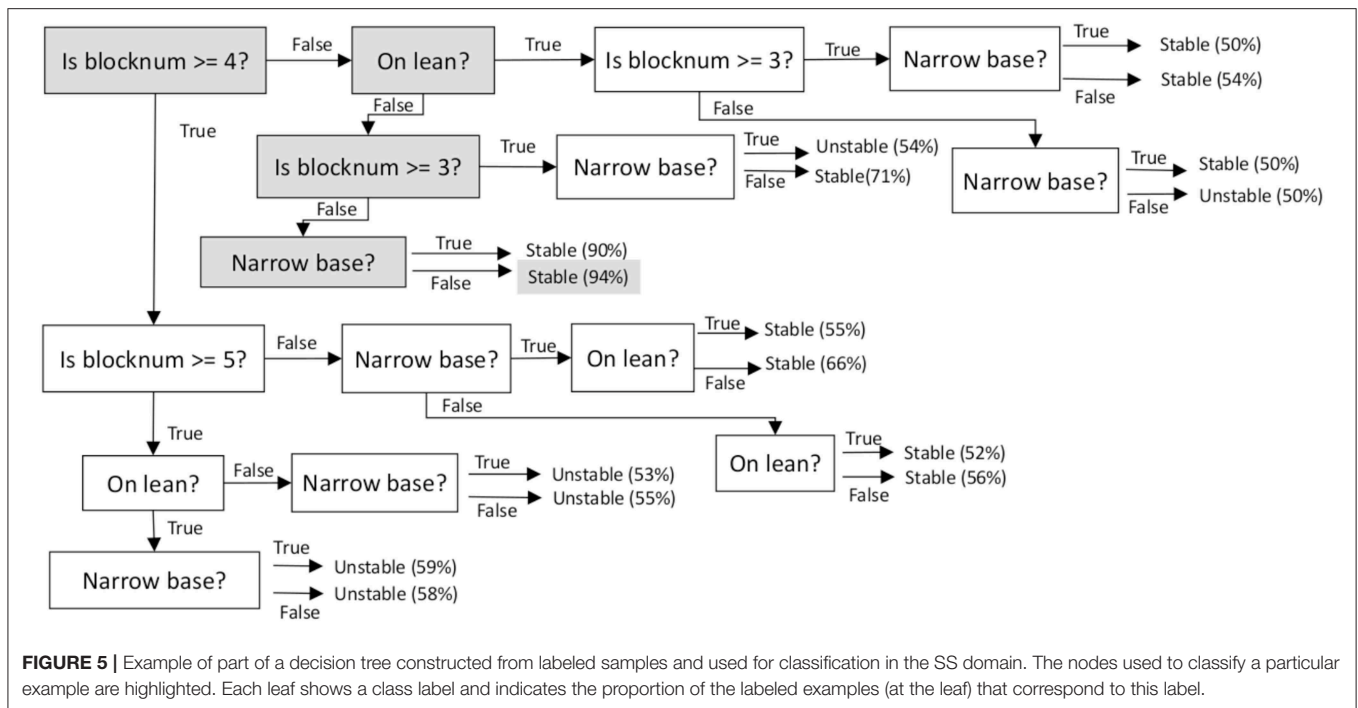 Is blocknum >= 4?
False
On lean?
True
Is blocknum >= 3?
True
Narrow base?
True
Stable (50%)
False
Stable (54%)
False
True
Is blocknum >= 3?
True
Narrow base?
True
Unstable (54%)
False
Stable(71%)
False
Narrow base?
True
Stable (50%)
False
Unstable (50%)
False
Narrow base?
True
Stable (90%)
False
Stable (94%)
Is blocknum >= 5?
False
Narrow base?
True
On lean?
True
Stable (55%)
False
Stable (66%)
False
On lean?
True
Stable (52%)
False
Stable (56%)
True
On lean?
False
Narrow base?
True
Unstable (53%)
False
Unstable (55%)
True
Narrow base?
True
Unstable (59%)
False
Unstable (58%)
FIGURE 5 | Example of part of a decision tree constructed from labeled samples and used for classification in the SS domain. The nodes used to classify a particular
example are highlighted. Each leaf shows a class label and indicates the proportion of the labeled examples (at the leaf) that correspond to this label.